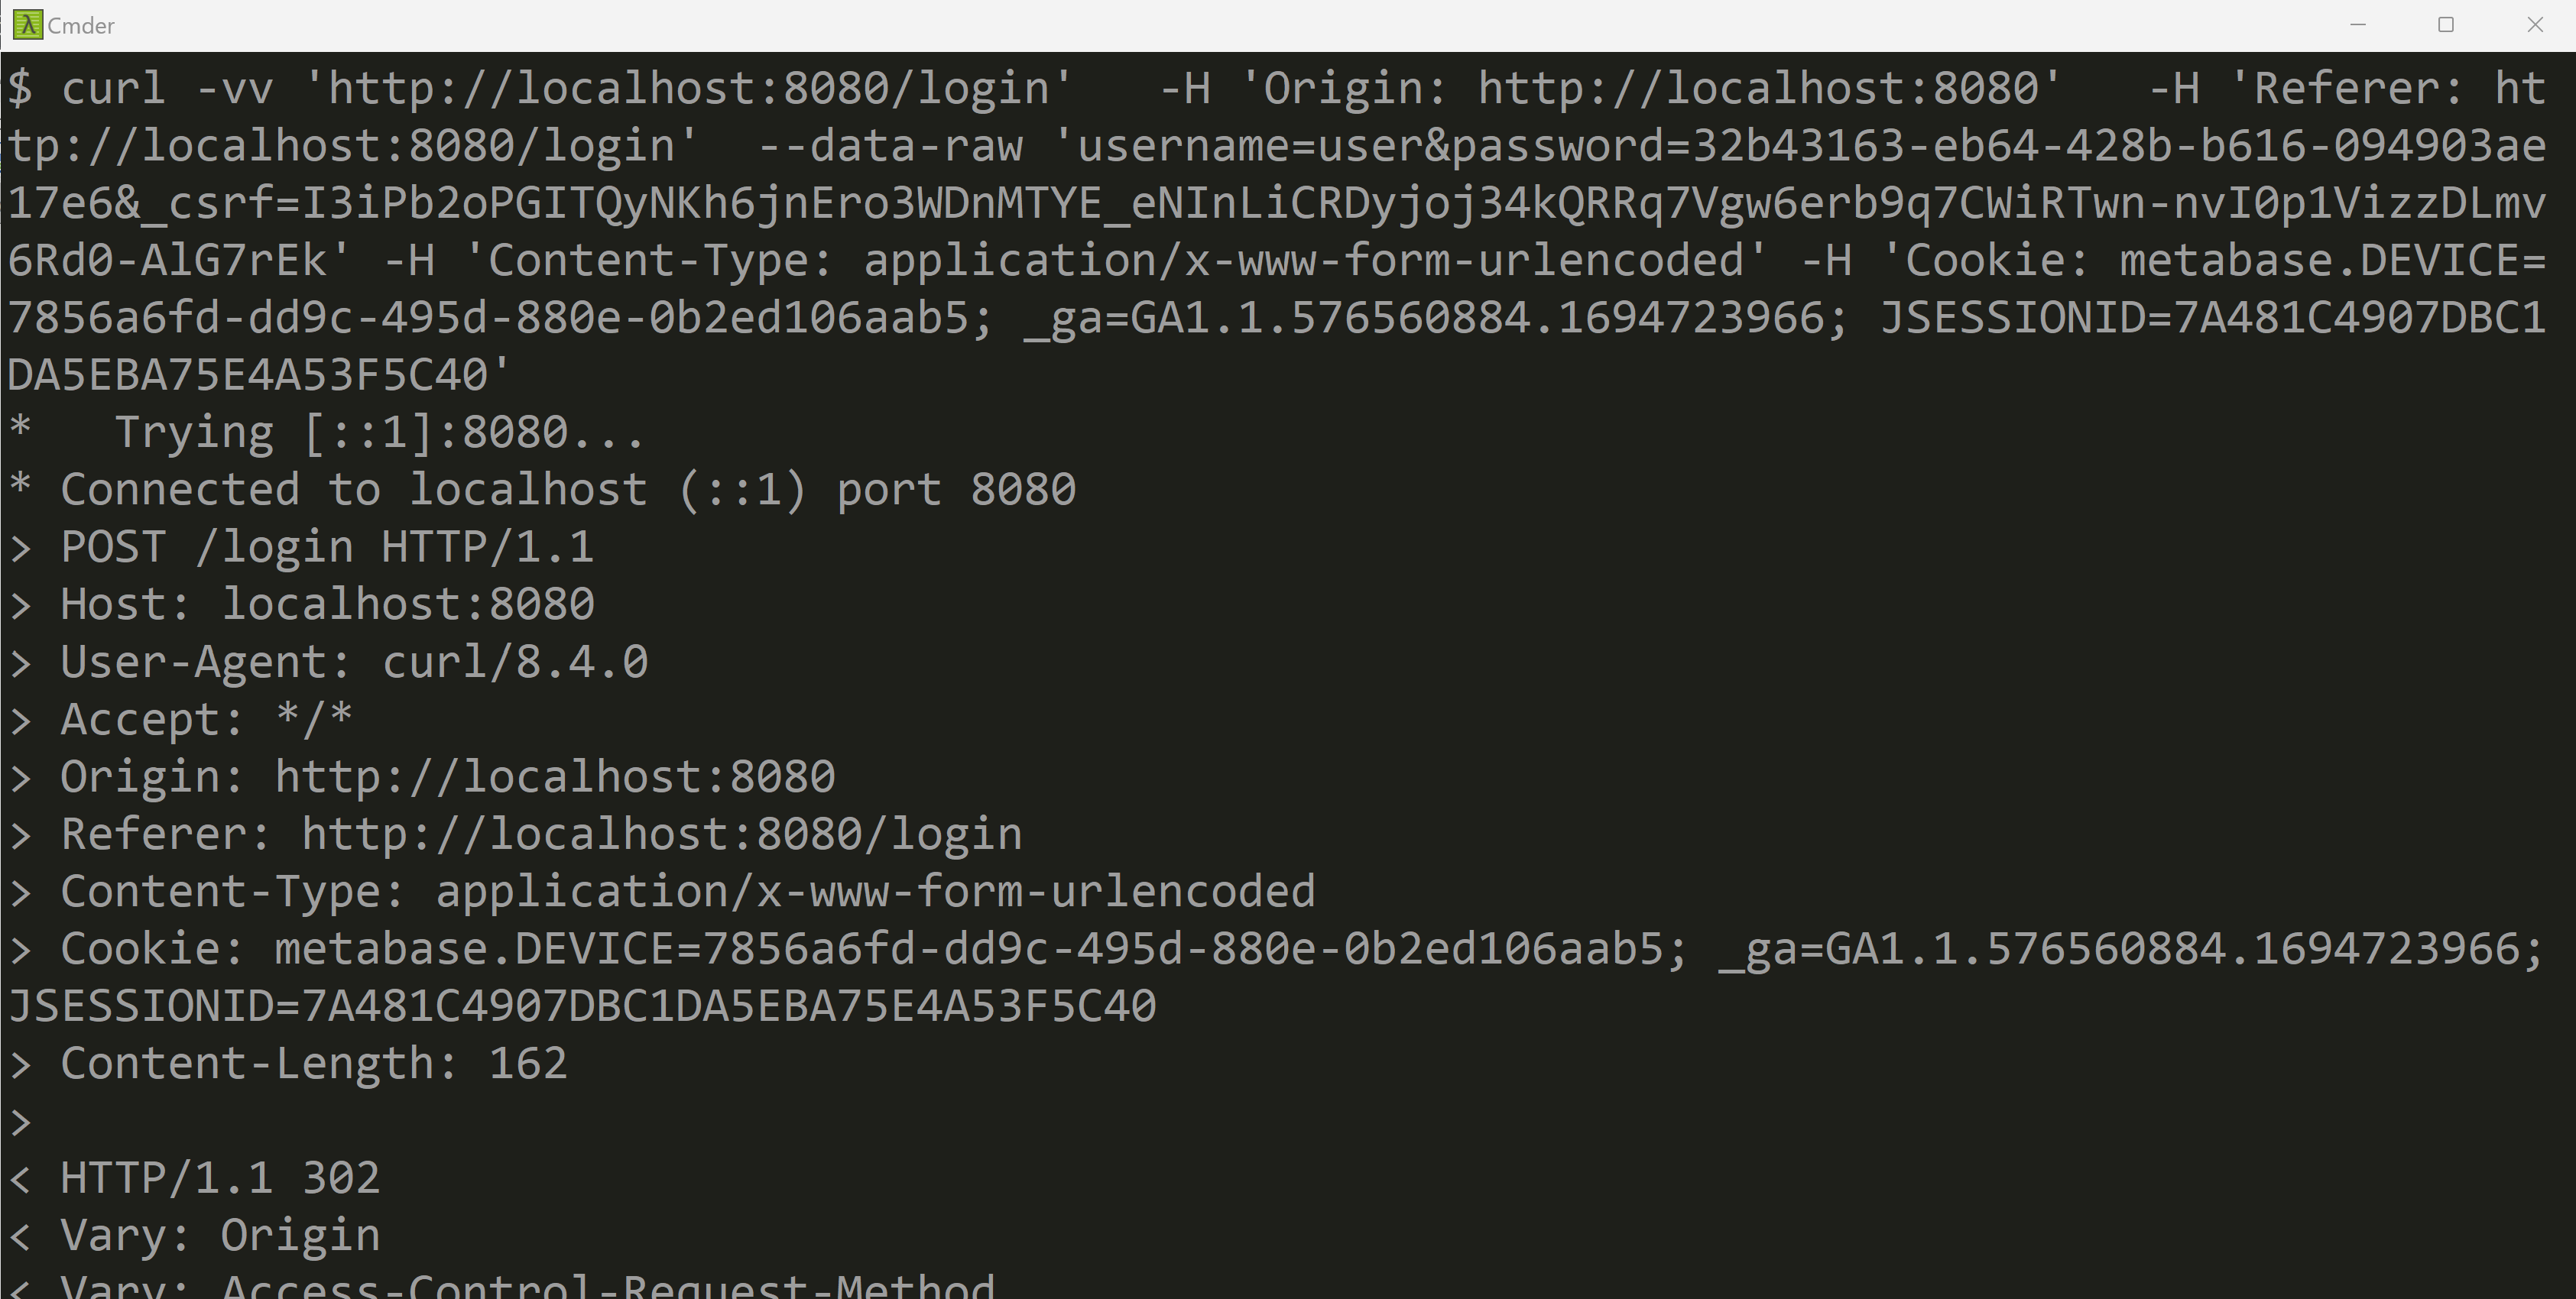 Cmder
$ curl -vv 'http://localhost:8080/login'   -H 'Origin: http://localhost:8080'   -H 'Referer: ht
tp://localhost:8080/login'  --data-raw 'username=user&password=32b43163-eb64-428b-b616-094903ae
17e6&_csrf=I3iPb2oPGITQyNKh6jnEro3WDnMTYE_eNInLiCRDyjoj34kQRRq7Vgw6erb9q7CWiRTwn-nvI0p1VizzDLmv
6Rd0-AlG7rEk' -H 'Content-Type: application/x-www-form-urlencoded' -H 'Cookie: metabase.DEVICE=
7856a6fd-dd9c-495d-880e-0b2ed106aab5; _ga=GA1.1.576560884.1694723966; JSESSIONID=7A481C4907DBC1
DA5EBA75E4A53F5C40'
*   Trying [::1]:8080...
* Connected to localhost (::1) port 8080
> POST /login HTTP/1.1
> Host: localhost:8080
> User-Agent: curl/8.4.0
> Accept: */*
> Origin: http://localhost:8080
> Referer: http://localhost:8080/login
> Content-Type: application/x-www-form-urlencoded
> Cookie: metabase.DEVICE=7856a6fd-dd9c-495d-880e-0b2ed106aab5; _ga=GA1.1.576560884.1694723966;
JSESSIONID=7A481C4907DBC1DA5EBA75E4A53F5C40
> Content-Length: 162
>
< HTTP/1.1 302
< Vary: Origin
< Vary: Access-Control-Request-Method